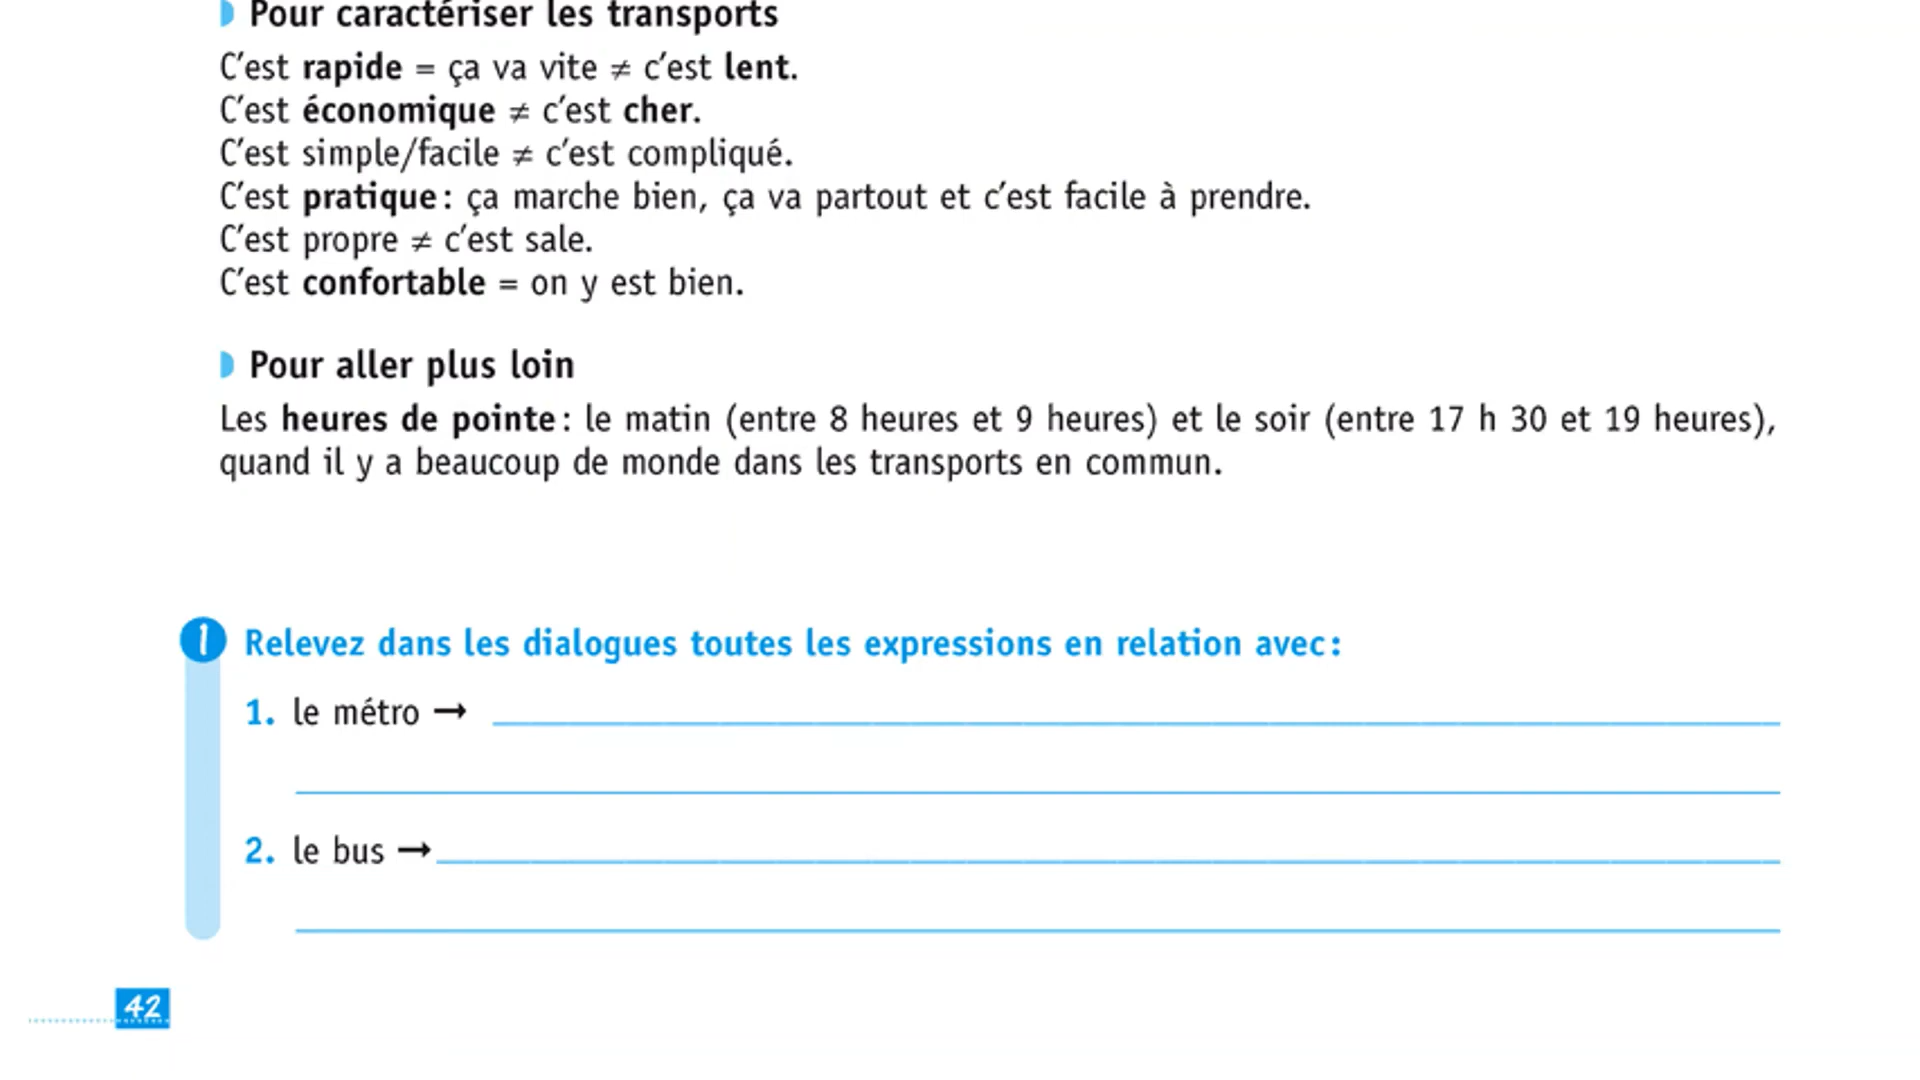 Pour caractériser les transports
C'est rapide = ça va vite ≠ c'est lent.
C'est économique ≠ c'est cher.
C'est simple/facile ≠ c'est compliqué.
C'est pratique : ça marche bien, ça va partout et c'est facile à prendre.
C'est propre ≠ c'est sale.
C'est confortable = on y est bien.
Pour aller plus loin
Les heures de pointe : le matin (entre 8 heures et 9 heures) et le soir (entre 17 h 30 et 19 heures),
quand il y a beaucoup de monde dans les transports en commun.
1 Relevez dans les dialogues toutes les expressions en relation avec :
1. le métro →
2. le bus →
42